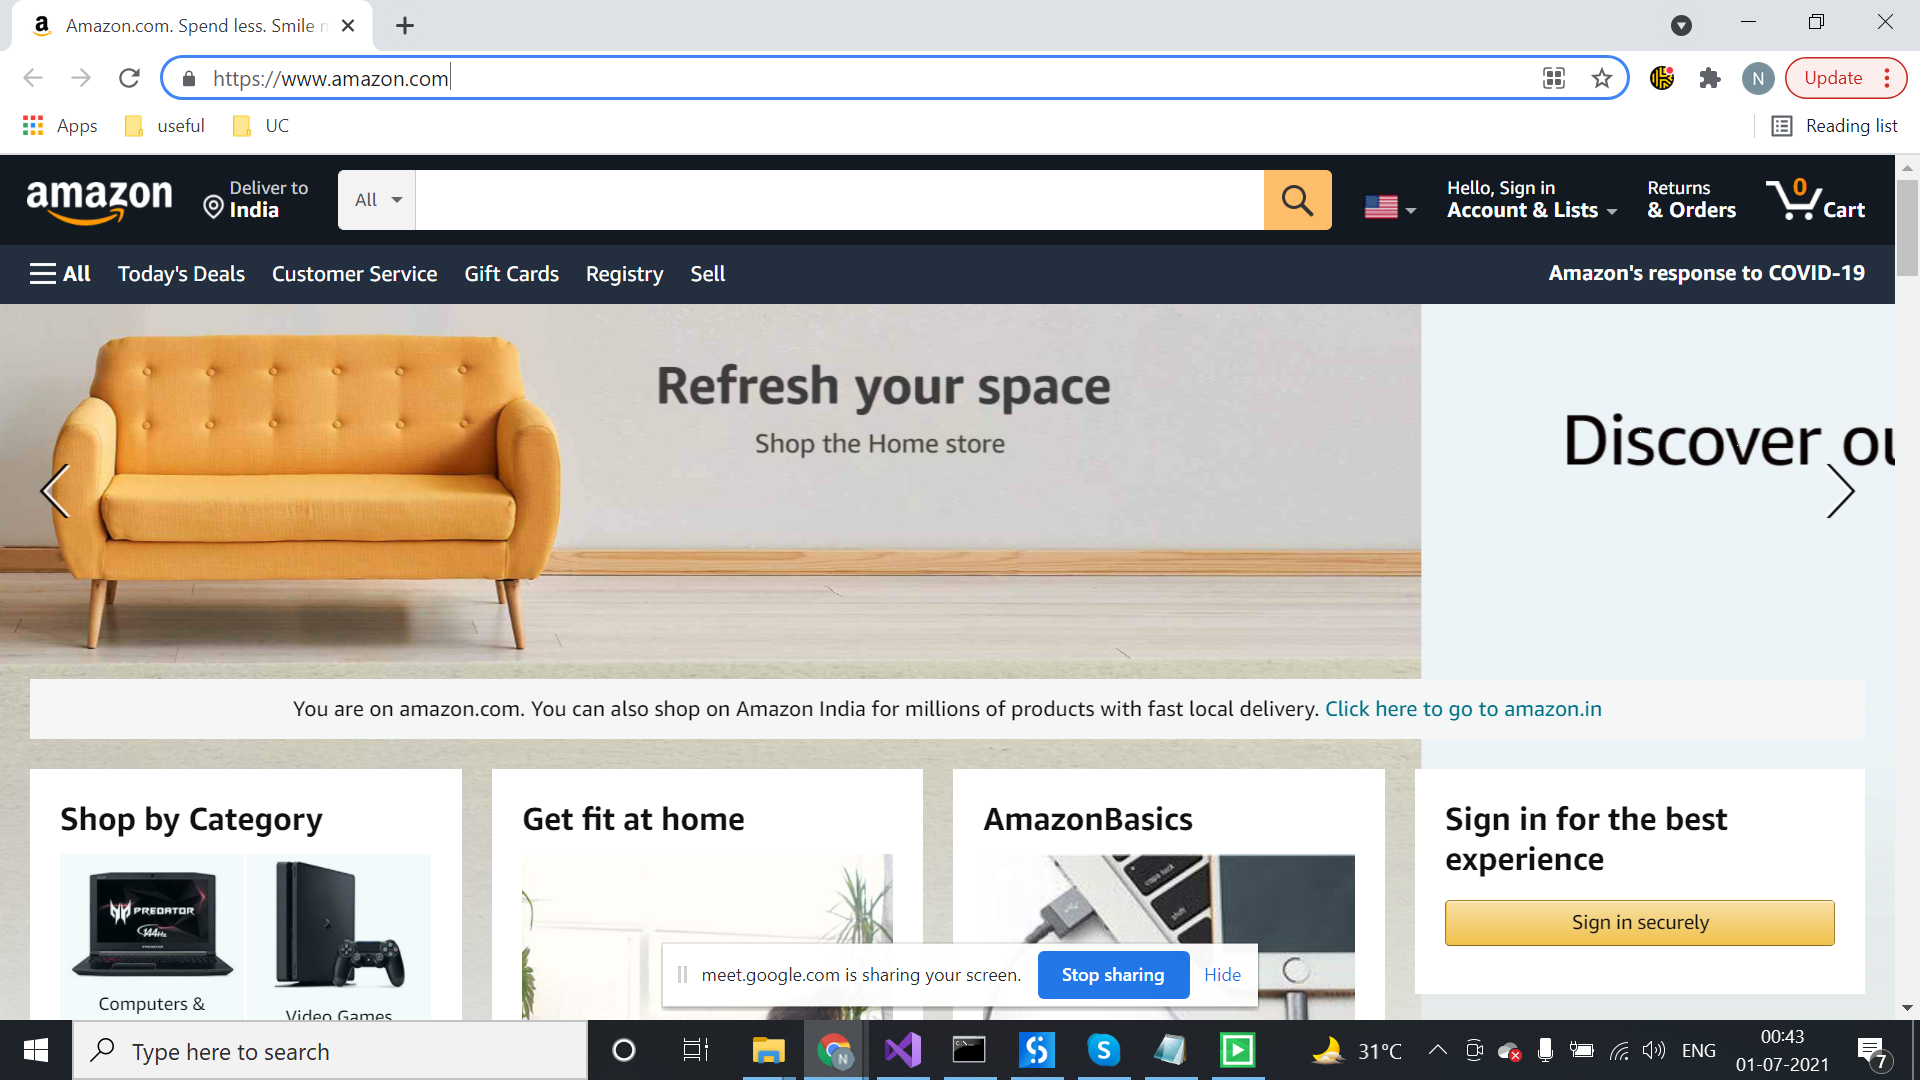 Amazon.com. Spend less. Smile
https://www.amazon.com
N
Update
Apps
useful
UC
Reading list
amazon
Deliver to
India
All
Hello, Sign in
Account & Lists
Returns
& Orders
0
Cart
All
Today's Deals
Customer Service
Gift Cards
Registry
Sell
Amazon's response to COVID-19
Refresh your space
Shop the Home store
Discover
You are on amazon.com. You can also shop on Amazon India for millions of products with fast local delivery. Click here to go to amazon.in
Shop by Category
Get fit at home
AmazonBasics
Sign in for the best
experience
PREDATOR
144Hz
caps lock
shift
Sign in securely
Computers &
Video Games
meet.google.com is sharing your screen.
Stop sharing
Hide
Type here to search
N
S
31°C
ENG
00:43
01-07-2021
7